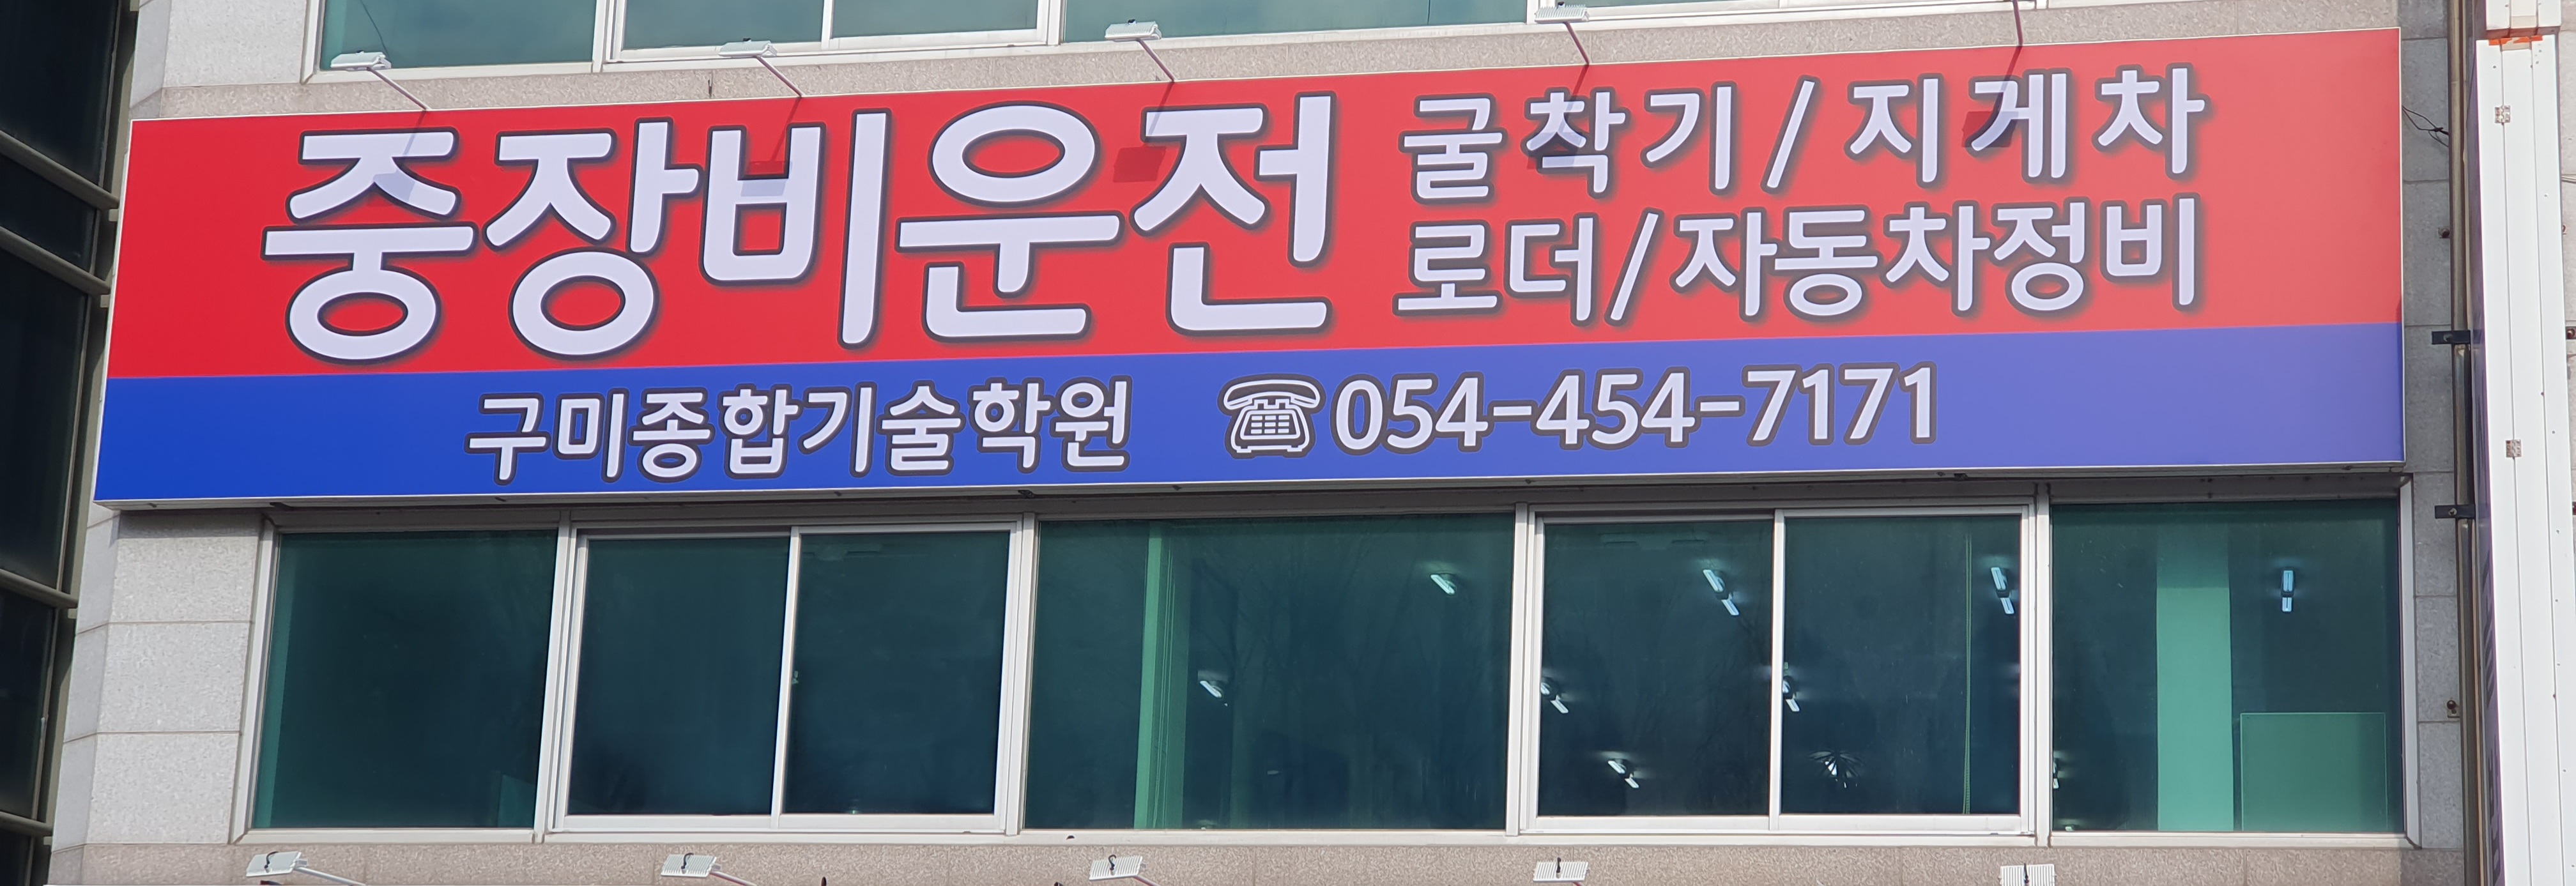 중장비운전
굴착기/지게차
로더/자동차정비
구미종합기술학원 ☎054-454-7171